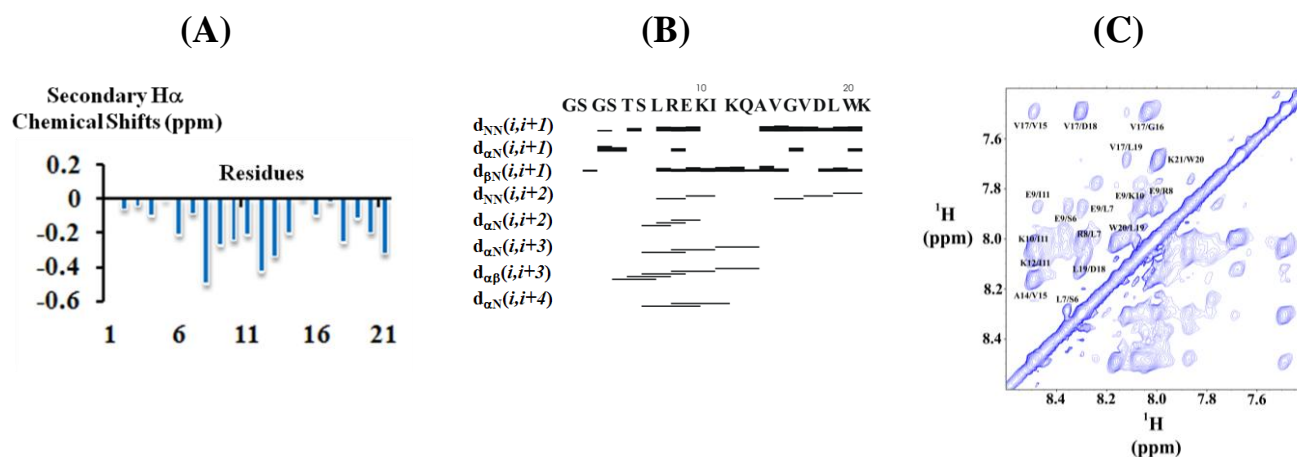 (A)
Secondary Hα
Chemical Shifts (ppm)
Residues
0.2
0
-0.2
-0.4
-0.6
1 6 11 16 21
(B)
10 20
GSGSTSLREKI KQAVGVDLWK
dNN(i,i+1)
dαN(i,i+1)
dβN(i,i+1)
dNN(i,i+2)
dαN(i,i+2)
dαN(i,i+3)
dαβ(i,i+3)
dαN(i,i+4)
(C)
1H
(ppm)
7.6
7.8
8.0
8.2
8.4
V17/V15 V17/D18 V17/G16
V17/L19
K21/W20
E9/I11 E9/K10 E9/R8
E9/S6 E9/L7
K10/I11 R8/L7 W20/L19
K12/I11 L19/D18
A14/V15
L7/S6
8.4 8.2 8.0 7.8 7.6
1H
(ppm)